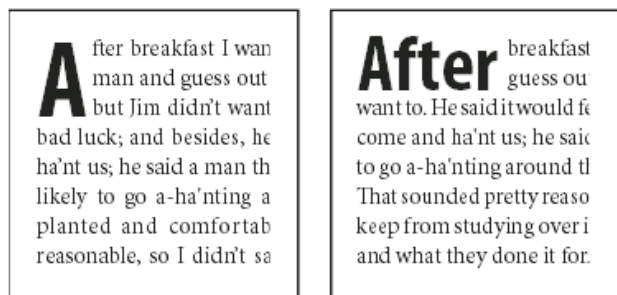 After breakfast I wan
man and guess out
but Jim didn't want
bad luck; and besides, he
ha'nt us; he said a man th
likely to go a-ha'nting a
planted and comfortab
reasonable, so I didn't sa
After breakfast
guess ou
want to. He said it would fe
come and ha'nt us; he said
to go a-ha'nting around th
That sounded pretty reaso
keep from studying over i
and what they done it for.